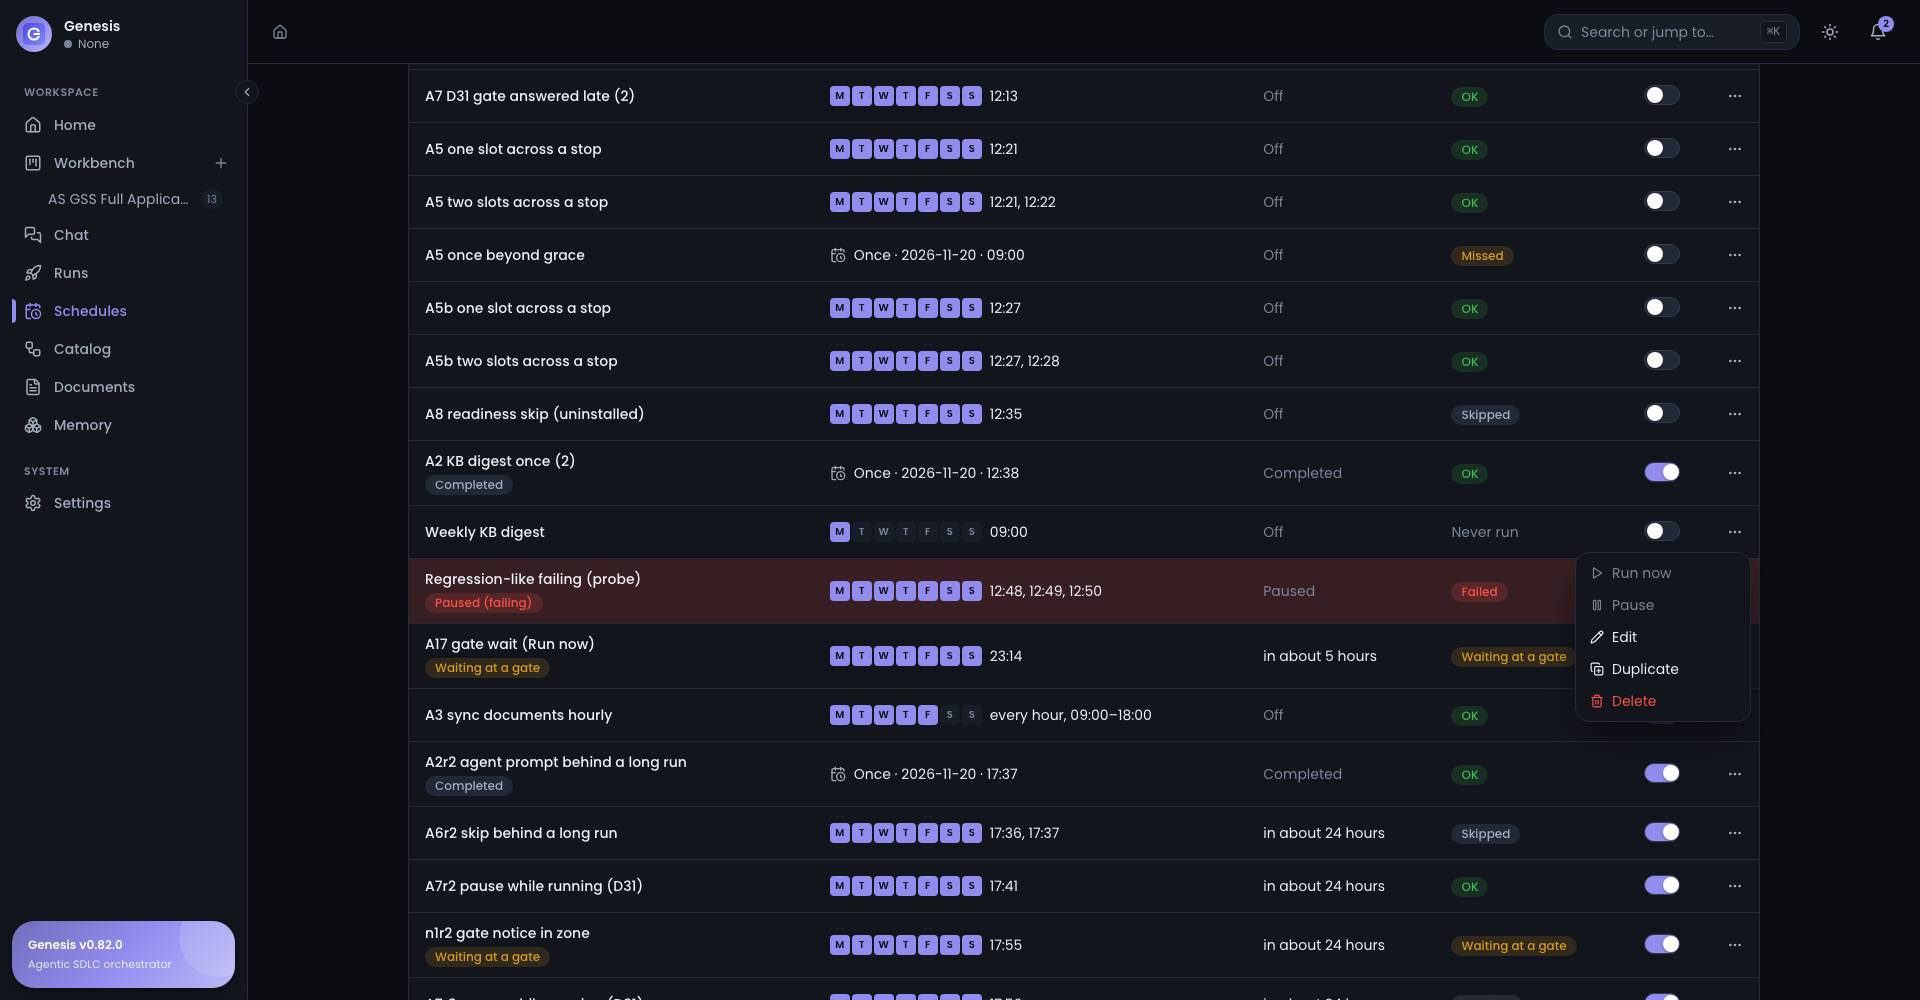 Genesis
None
Search or jump to...
⌘K
2
WORKSPACE
Home
Workbench
AS GSS Full Applica...
13
Chat
Runs
Schedules
Catalog
Documents
Memory
SYSTEM
Settings
Genesis v0.82.0
Agentic SDLC orchestrator
A7 D31 gate answered late (2) M T W T F S S 12:13 Off OK
A5 one slot across a stop M T W T F S S 12:21 Off OK
A5 two slots across a stop M T W T F S S 12:21, 12:22 Off OK
A5 once beyond grace Once · 2026-11-20 · 09:00 Off Missed
A5b one slot across a stop M T W T F S S 12:27 Off OK
A5b two slots across a stop M T W T F S S 12:27, 12:28 Off OK
A8 readiness skip (uninstalled) M T W T F S S 12:35 Off Skipped
A2 KB digest once (2) Once · 2026-11-20 · 12:38 Completed OK
Completed
Weekly KB digest M T W T F S S 09:00 Off Never run
Regression-like failing (probe) M T W T F S S 12:48, 12:49, 12:50 Paused Failed
Paused (failing)
A17 gate wait (Run now) M T W T F S S 23:14 in about 5 hours Waiting at a gate
Waiting at a gate
A3 sync documents hourly M T W T F S S every hour, 09:00–18:00 Off OK
A2r2 agent prompt behind a long run Once · 2026-11-20 · 17:37 Completed OK
Completed
A6r2 skip behind a long run M T W T F S S 17:36, 17:37 in about 24 hours Skipped
A7r2 pause while running (D31) M T W T F S S 17:41 in about 24 hours OK
n1r2 gate notice in zone M T W T F S S 17:55 in about 24 hours Waiting at a gate
Waiting at a gate
Run now
Pause
Edit
Duplicate
Delete